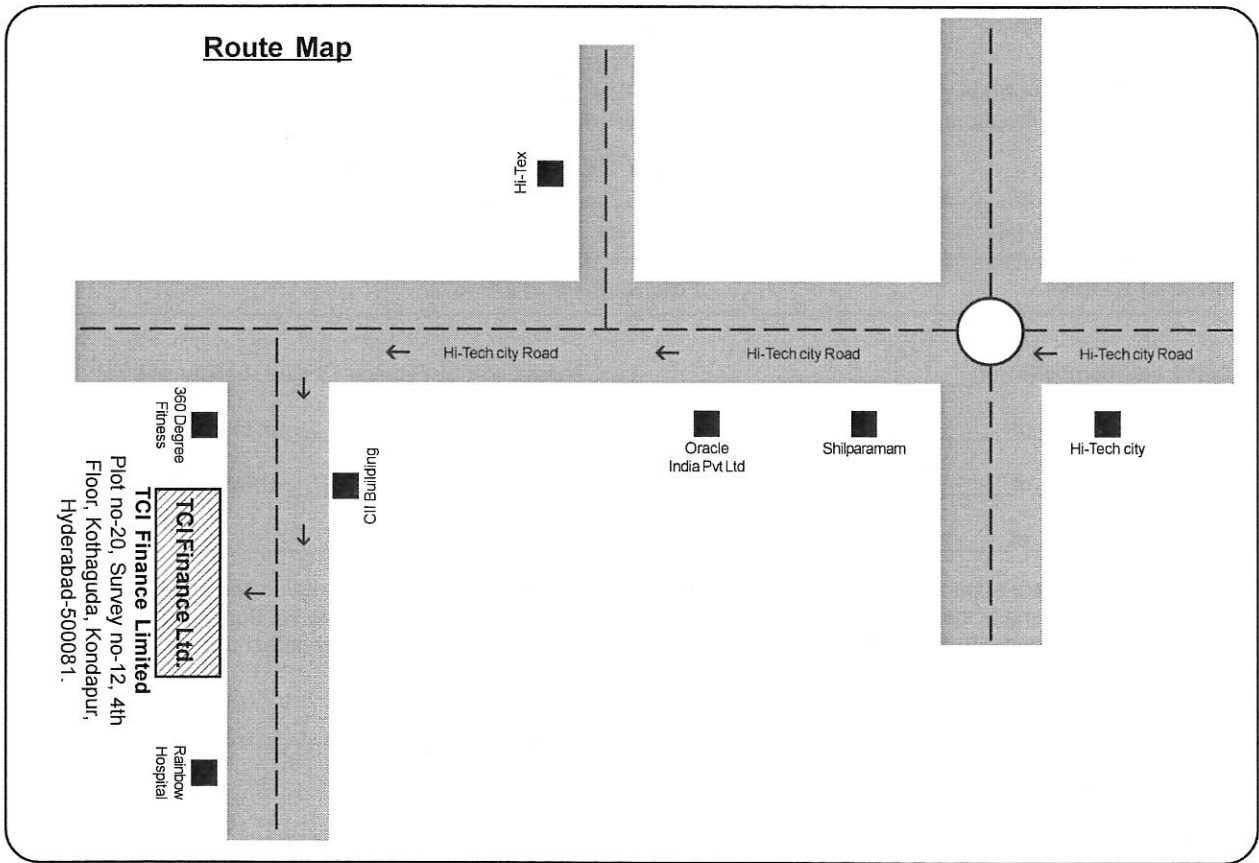 Route Map
Hi-Tex
Hi-Tech city Road
Hi-Tech city Road
Hi-Tech city Road
360 Degree
Fitness
CII Building
Oracle
India Pvt Ltd
Shilparamam
Hi-Tech city
TCI Finance Ltd.
TCI Finance Limited
Plot no-20, Survey no-12, 4th
Floor, Kothaguda, Kondapur,
Hyderabad-500081.
Rainbow
Hospital